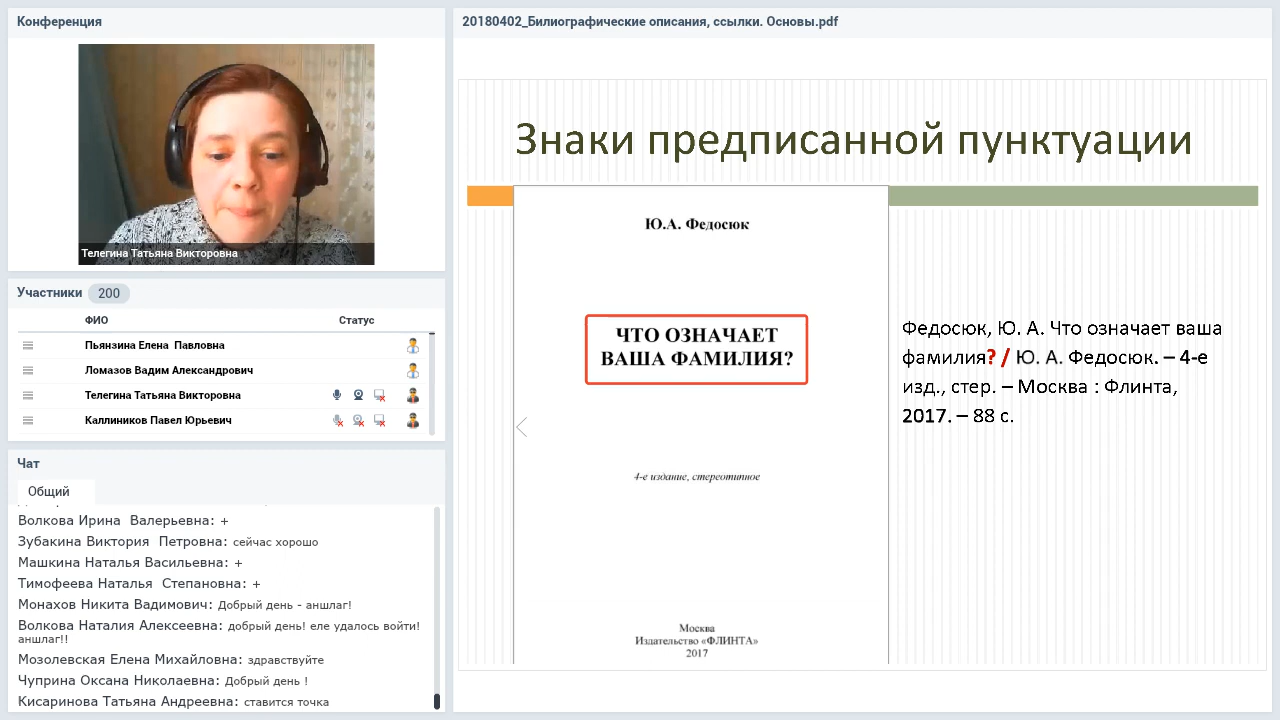 Конференция
Телегина Татьяна Викторовна
Участники 200
ФИО Статус
Пьянзина Елена Павловна
Ломазов Вадим Александрович
Телегина Татьяна Викторовна
Каллиников Павел Юрьевич
Чат
Общий
Волкова Ирина Валерьевна: +
Зубакина Виктория Петровна: сейчас хорошо
Машкина Наталья Васильевна: +
Тимофеева Наталья Степановна: +
Монахов Никита Вадимович: Добрый день - аншлаг!
Волкова Наталия Алексеевна: добрый день! еле удалось войти!
аншлаг!!
Мозолевская Елена Михайловна: здравствуйте
Чуприна Оксана Николаевна: Добрый день !
Кисаринова Татьяна Андреевна: ставится точка
20180402_Билиографические описания, ссылки. Основы.pdf
Знаки предписанной пунктуации
Ю.А. Федосюк
ЧТО ОЗНАЧАЕТ
ВАША ФАМИЛИЯ?
4-е издание, стереотипное
Москва
Издательство «ФЛИНТА»
2017
Федосюк, Ю. А. Что означает ваша
фамилия? / Ю. А. Федосюк. – 4-е
изд., стер. – Москва : Флинта,
2017. – 88 с.